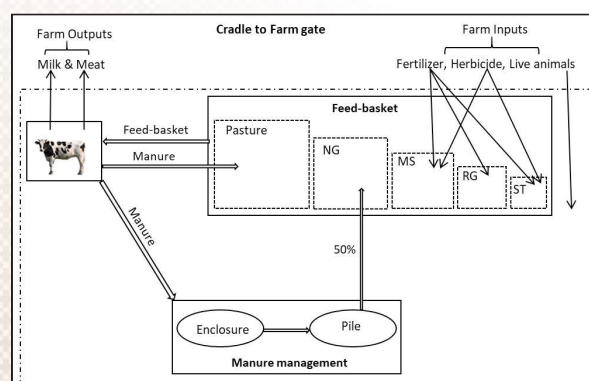 Cradle to Farm gate
Farm Outputs
Milk & Meat
Farm Inputs
Fertilizer, Herbicide, Live animals
Feed-basket
Feed-basket
Manure
Pasture
NG
MS
RG
ST
Manure
50%
Enclosure
Pile
Manure management